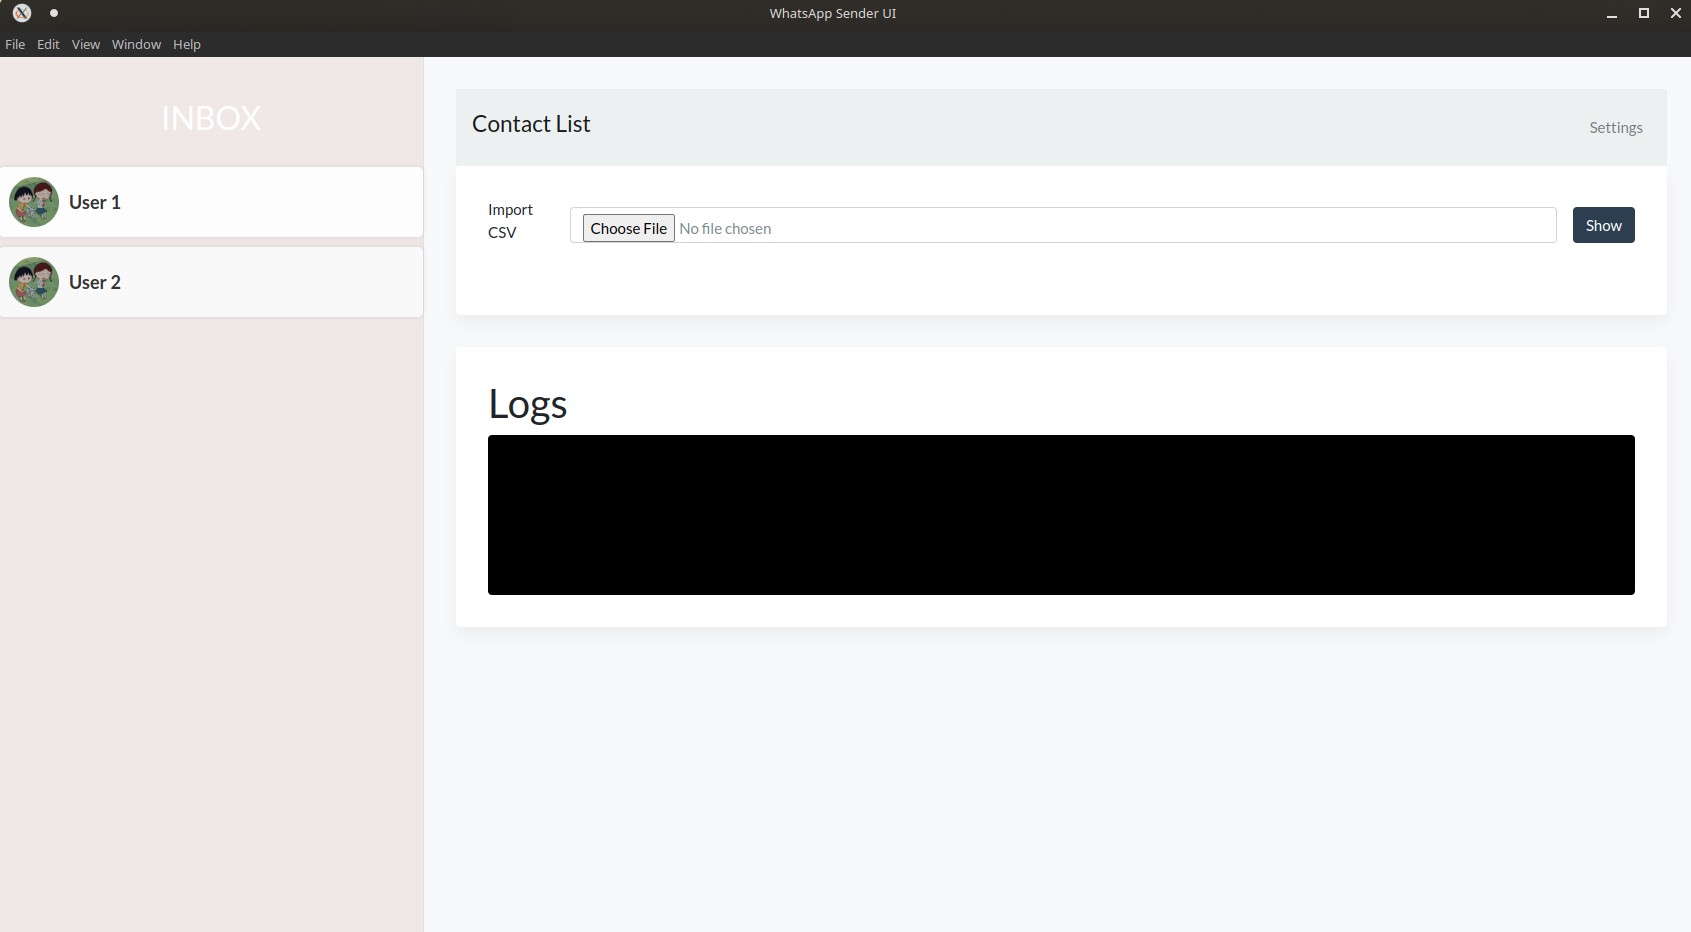 WhatsApp Sender UI
File Edit View Window Help
INBOX
User 1
User 2
Contact List
Settings
Import
CSV
Choose File No file chosen
Show
Logs